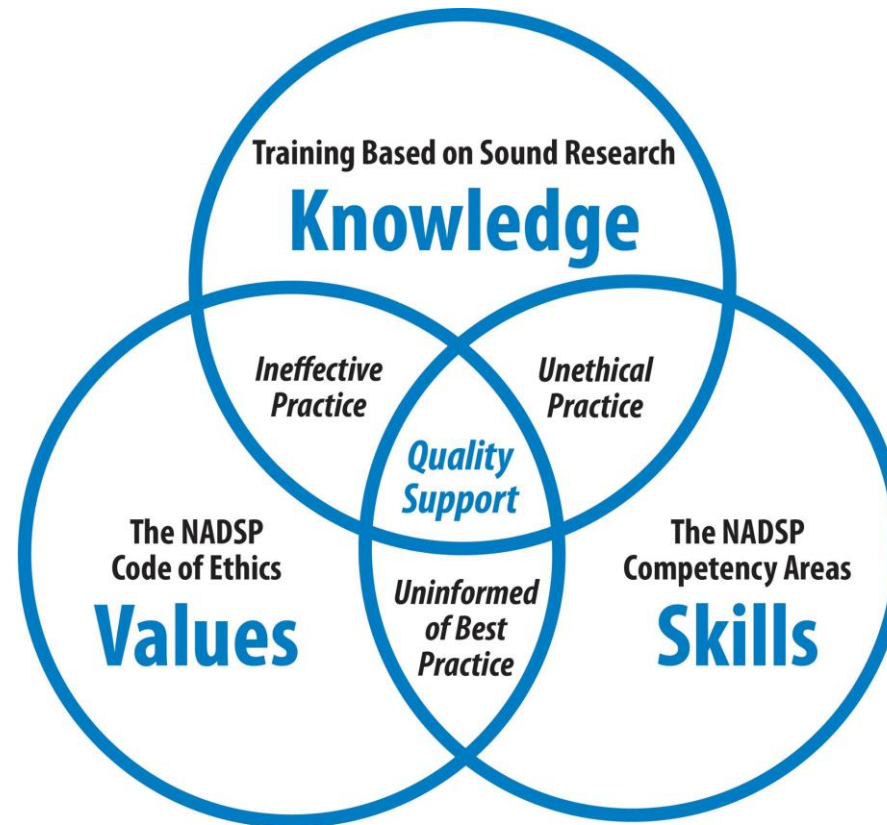 Training Based on Sound Research
Knowledge
Ineffective
Practice
Unethical
Practice
Quality
Support
The NADSP
Code of Ethics
Values
Uninformed
of Best
Practice
The NADSP
Competency Areas
Skills